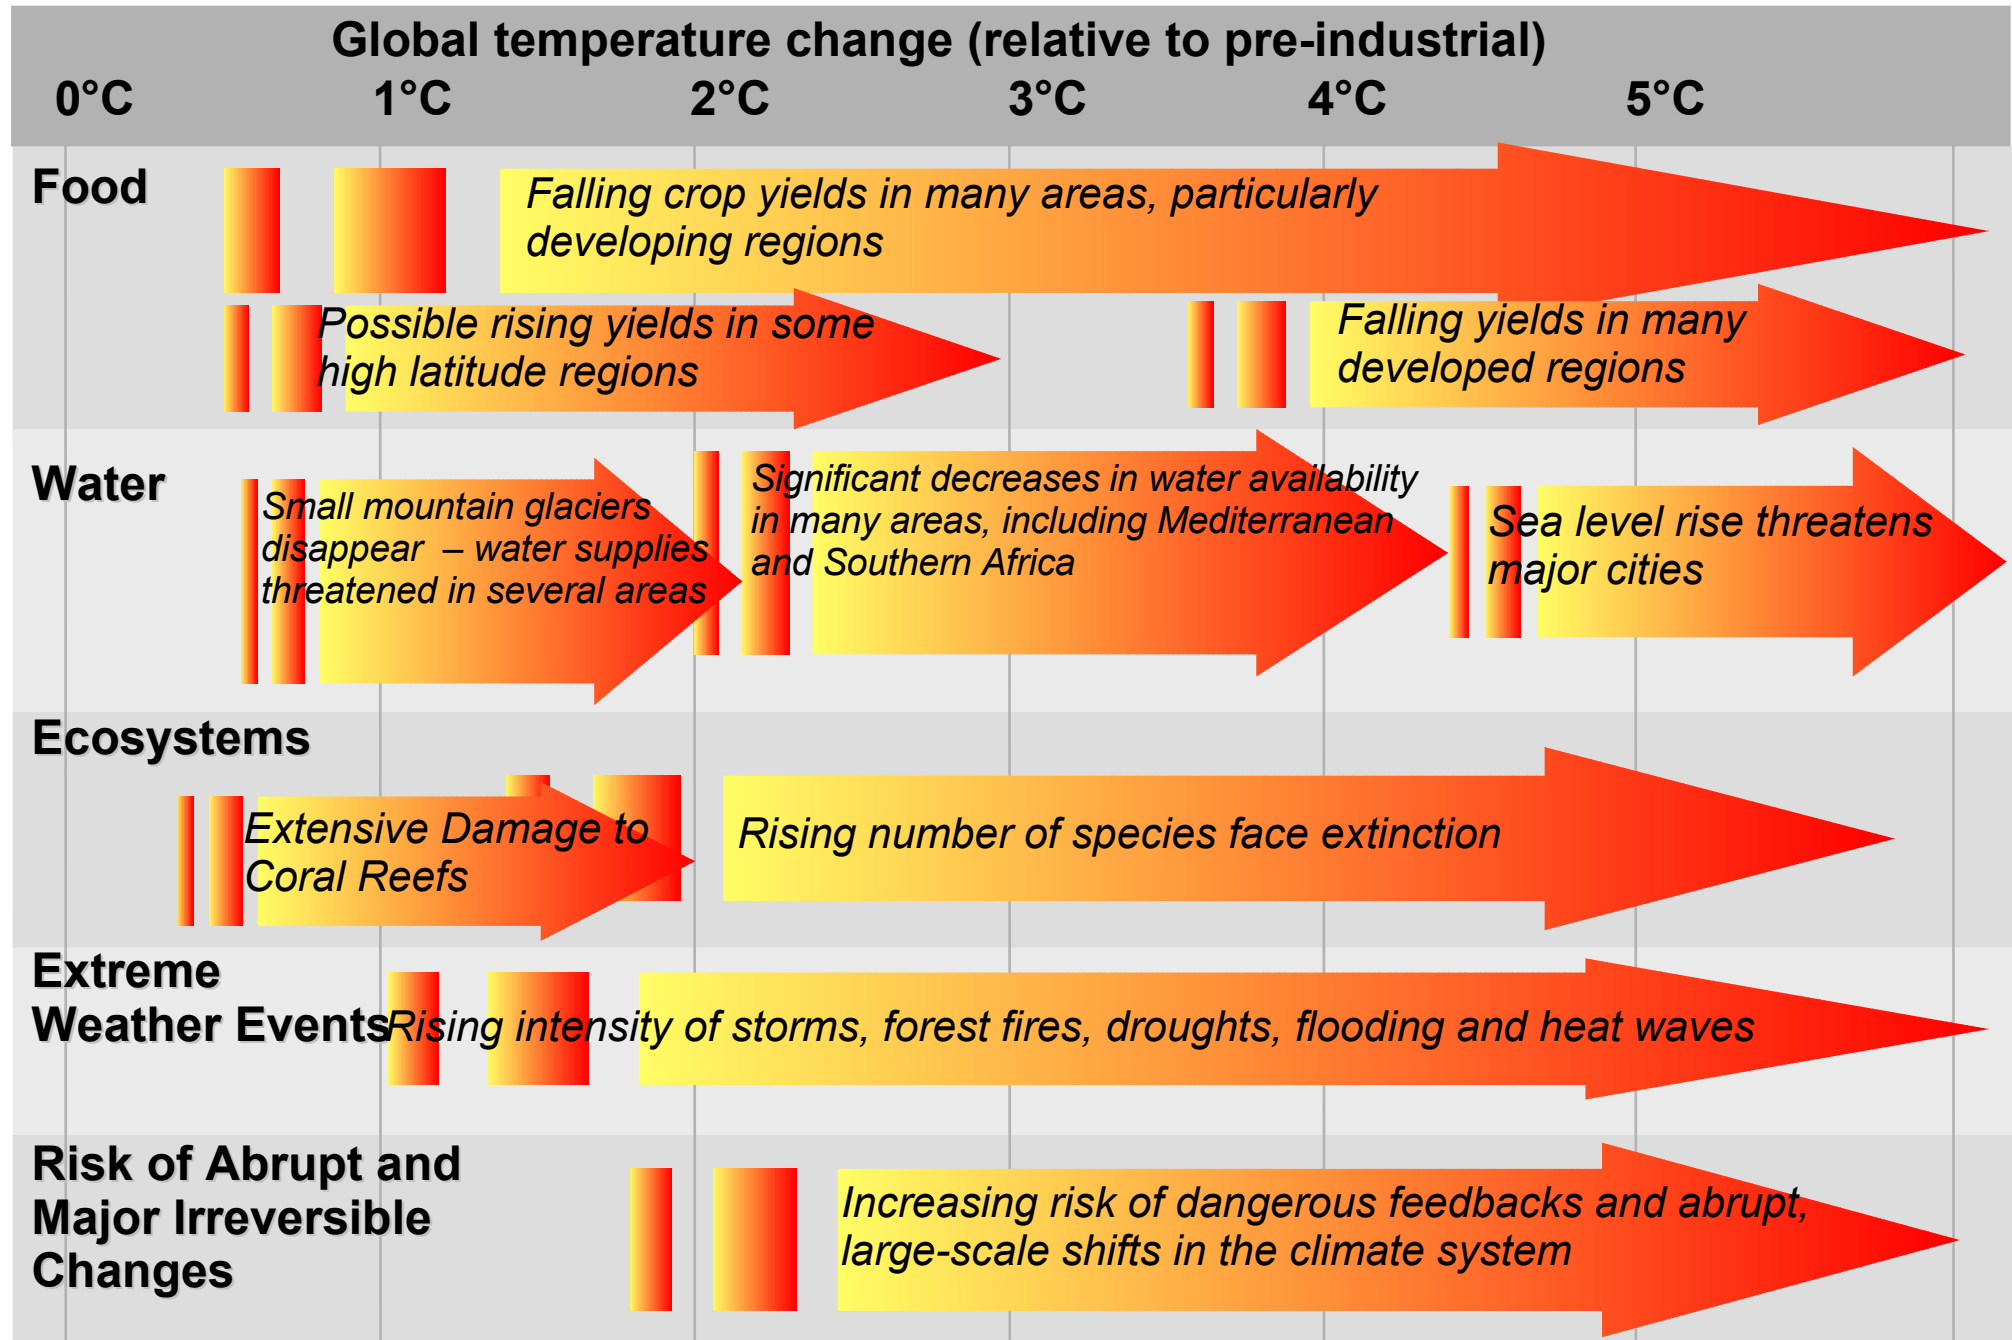 Global temperature change (relative to pre-industrial)
0°C 1°C 2°C 3°C 4°C 5°C
Food
Falling crop yields in many areas, particularly
developing regions
Possible rising yields in some
high latitude regions
Falling yields in many
developed regions
Water
Small mountain glaciers
disappear – water supplies
threatened in several areas
Significant decreases in water availability
in many areas, including Mediterranean
and Southern Africa
Sea level rise threatens
major cities
Ecosystems
Extensive Damage to
Coral Reefs
Rising number of species face extinction
Extreme
Weather Events
Rising intensity of storms, forest fires, droughts, flooding and heat waves
Risk of Abrupt and
Major Irreversible
Changes
Increasing risk of dangerous feedbacks and abrupt,
large-scale shifts in the climate system